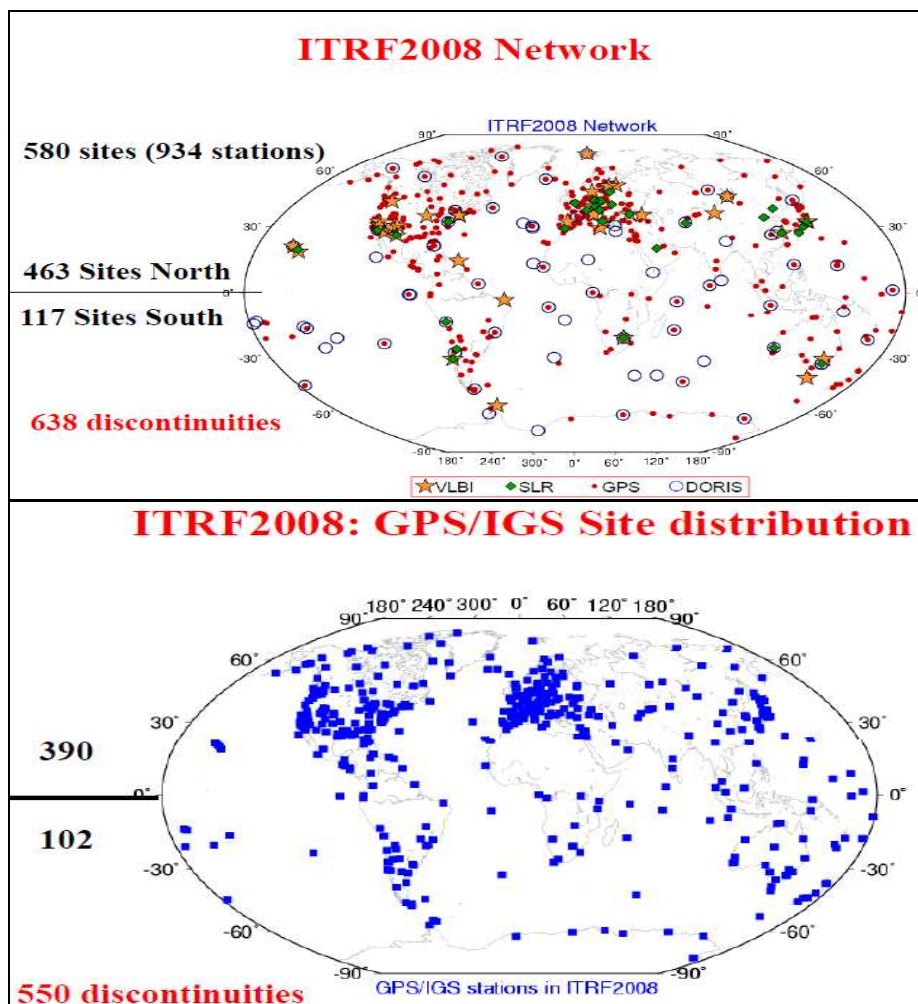 ITRF2008 Network
ITRF2008 Network
580 sites (934 stations)
463 Sites North
117 Sites South
638 discontinuities
90˚
60˚
30˚
0˚
-30˚
-60˚
-90˚
90˚
60˚
30˚
0˚
-30˚
-60˚
-90˚
180˚ 240˚ 300˚ 0˚ 60˚ 120˚ 180˚
VLBI SLR GPS DORIS
ITRF2008: GPS/IGS Site distribution
180˚ 240˚ 300˚ 0˚ 60˚ 120˚ 180˚
90˚
60˚
30˚
0˚
-30˚
-60˚
-90˚
90˚
60˚
30˚
0˚
-30˚
-60˚
-90˚
390
102
550 discontinuities
GPS/IGS stations in ITRF2008